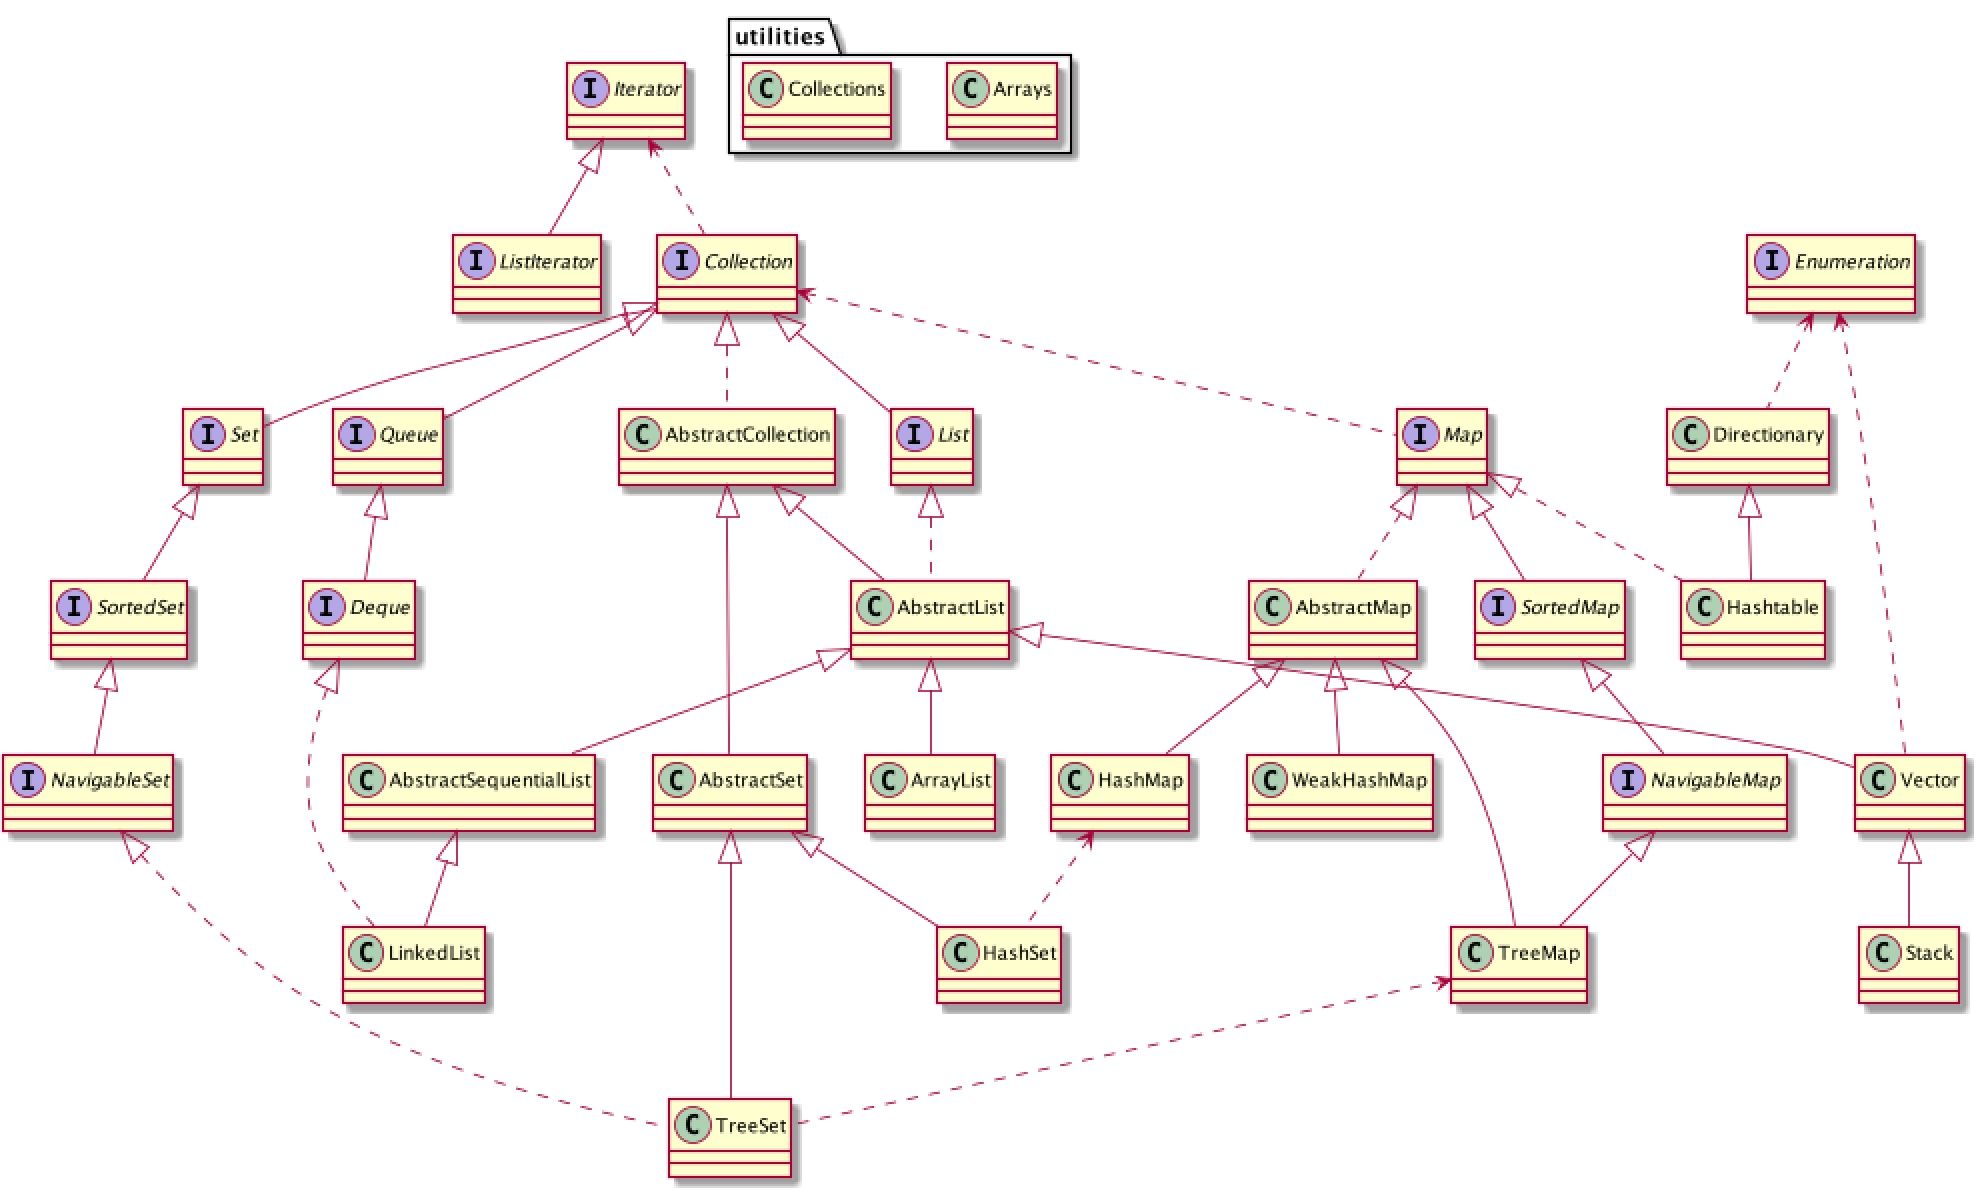 utilities
I Iterator
C Collections
C Arrays
I ListIterator
I Collection
I Enumeration
I Set
I Queue
C AbstractCollection
I List
I Map
C Directionary
I SortedSet
I Deque
C AbstractList
C AbstractMap
I SortedMap
C Hashtable
I NavigableSet
C AbstractSequentialList
C AbstractSet
C ArrayList
C HashMap
C WeakHashMap
I NavigableMap
C Vector
C LinkedList
C HashSet
C TreeMap
C Stack
C TreeSet